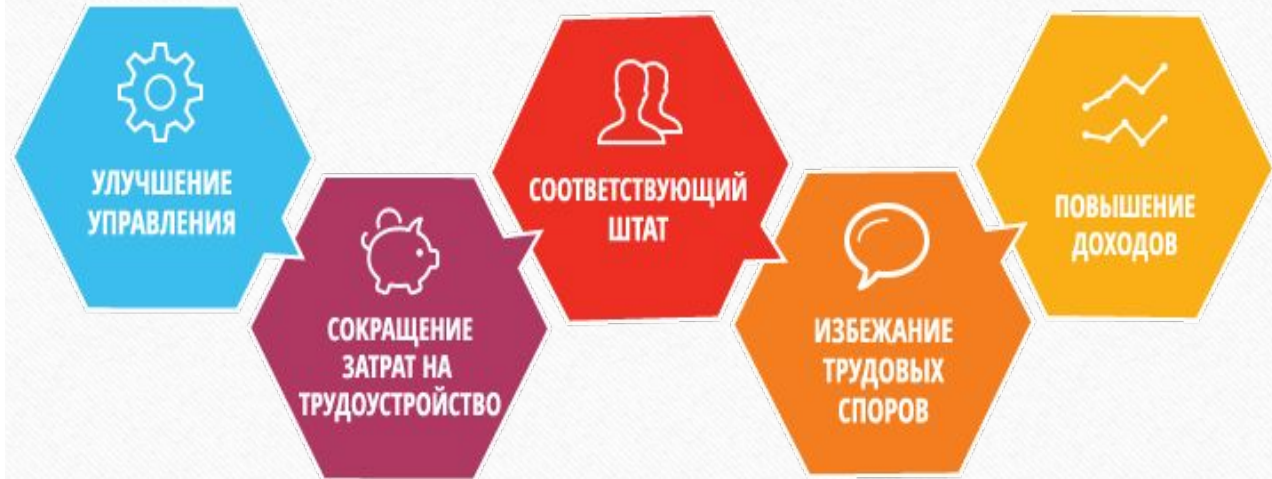 УЛУЧШЕНИЕ
УПРАВЛЕНИЯ
СОКРАЩЕНИЕ
ЗАТРАТ НА
ТРУДОУСТРОЙСТВО
СООТВЕТСТВУЮЩИЙ
ШТАТ
ИЗБЕЖАНИЕ
ТРУДОВЫХ
СПОРОВ
ПОВЫШЕНИЕ
ДОХОДОВ